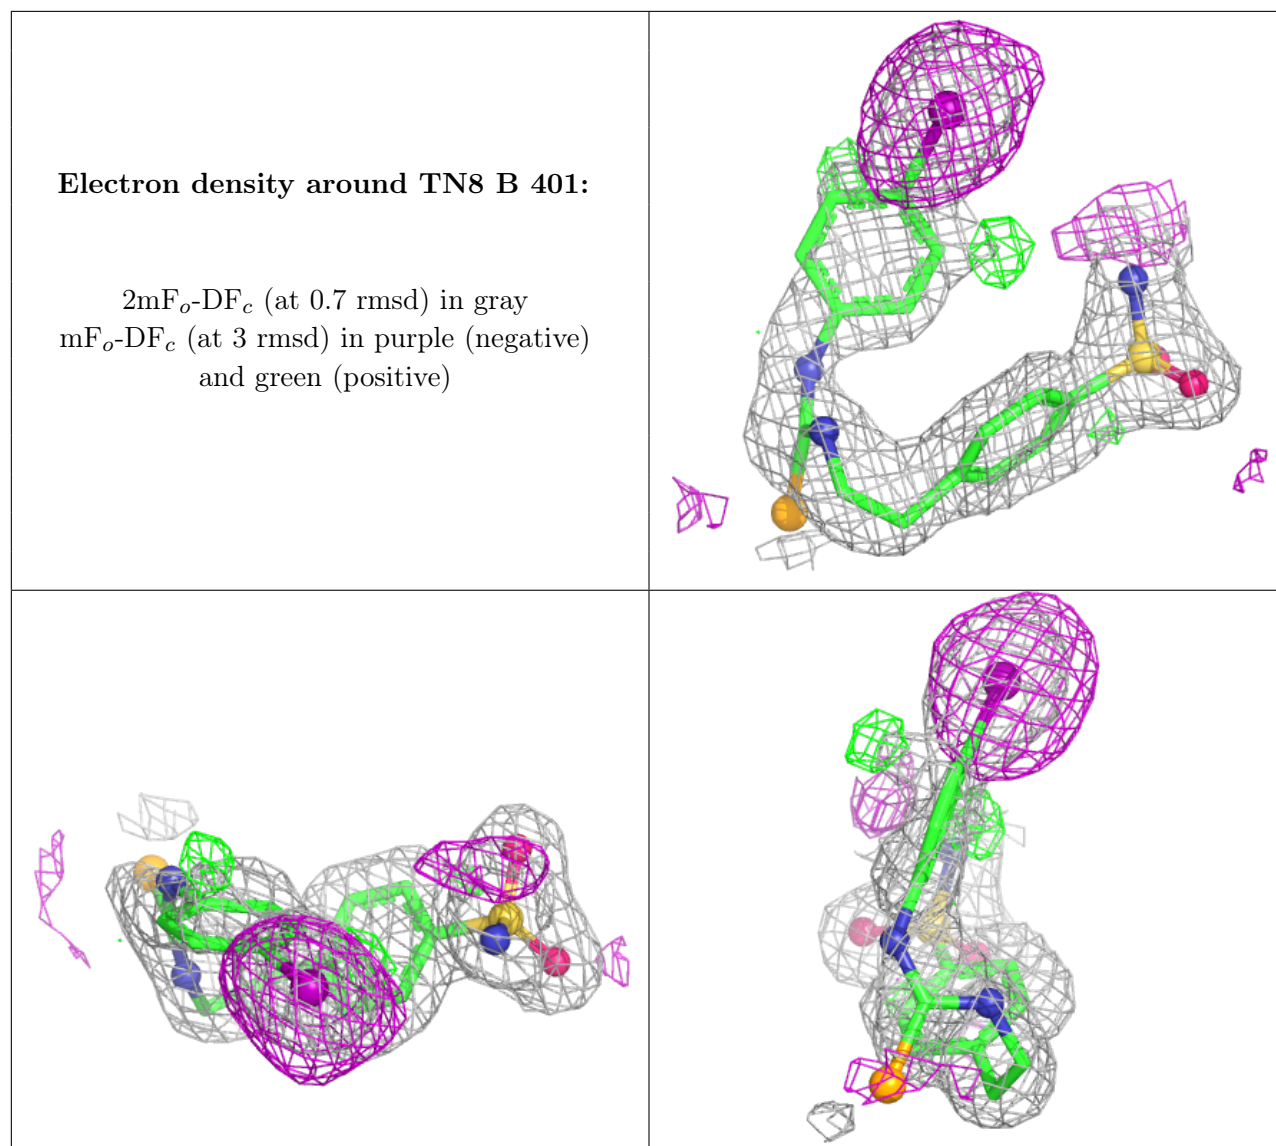 Electron density around TN8 B 401:
2mFo-DFc (at 0.7 rmsd) in gray
mFo-DFc (at 3 rmsd) in purple (negative)
and green (positive)